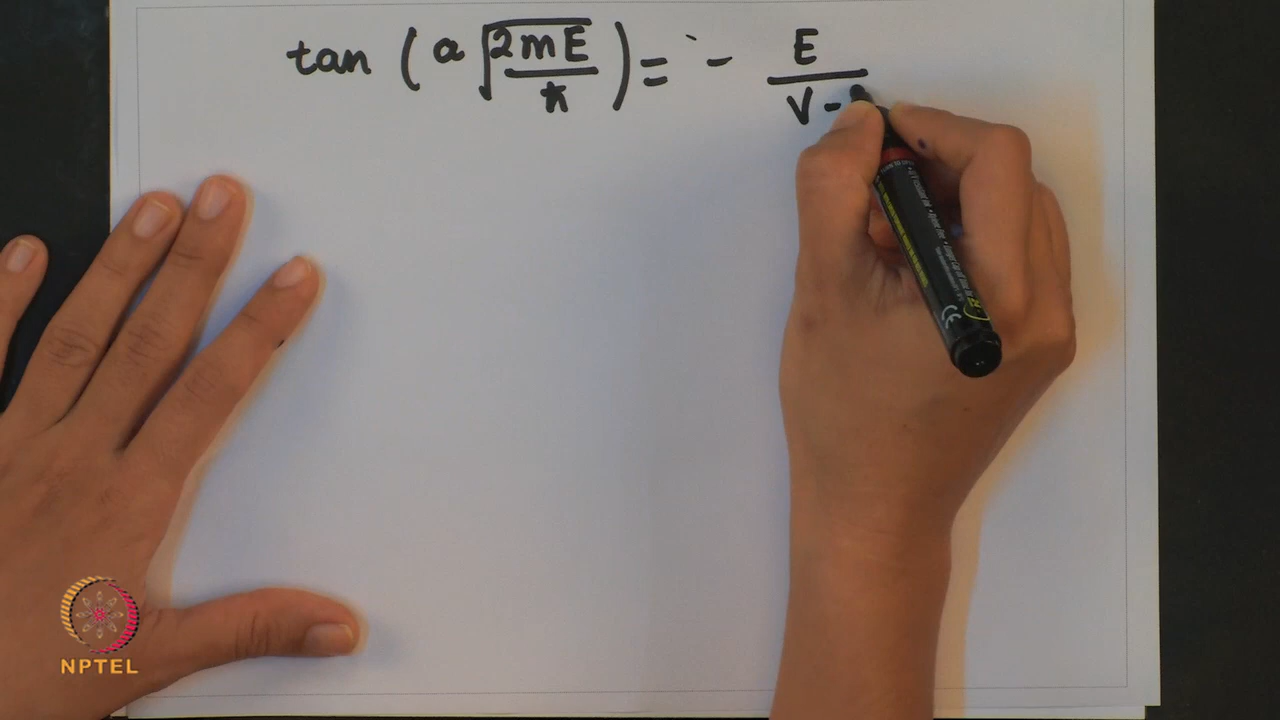 tan ( a √2mE / ħ ) = - E / V -
NPTEL